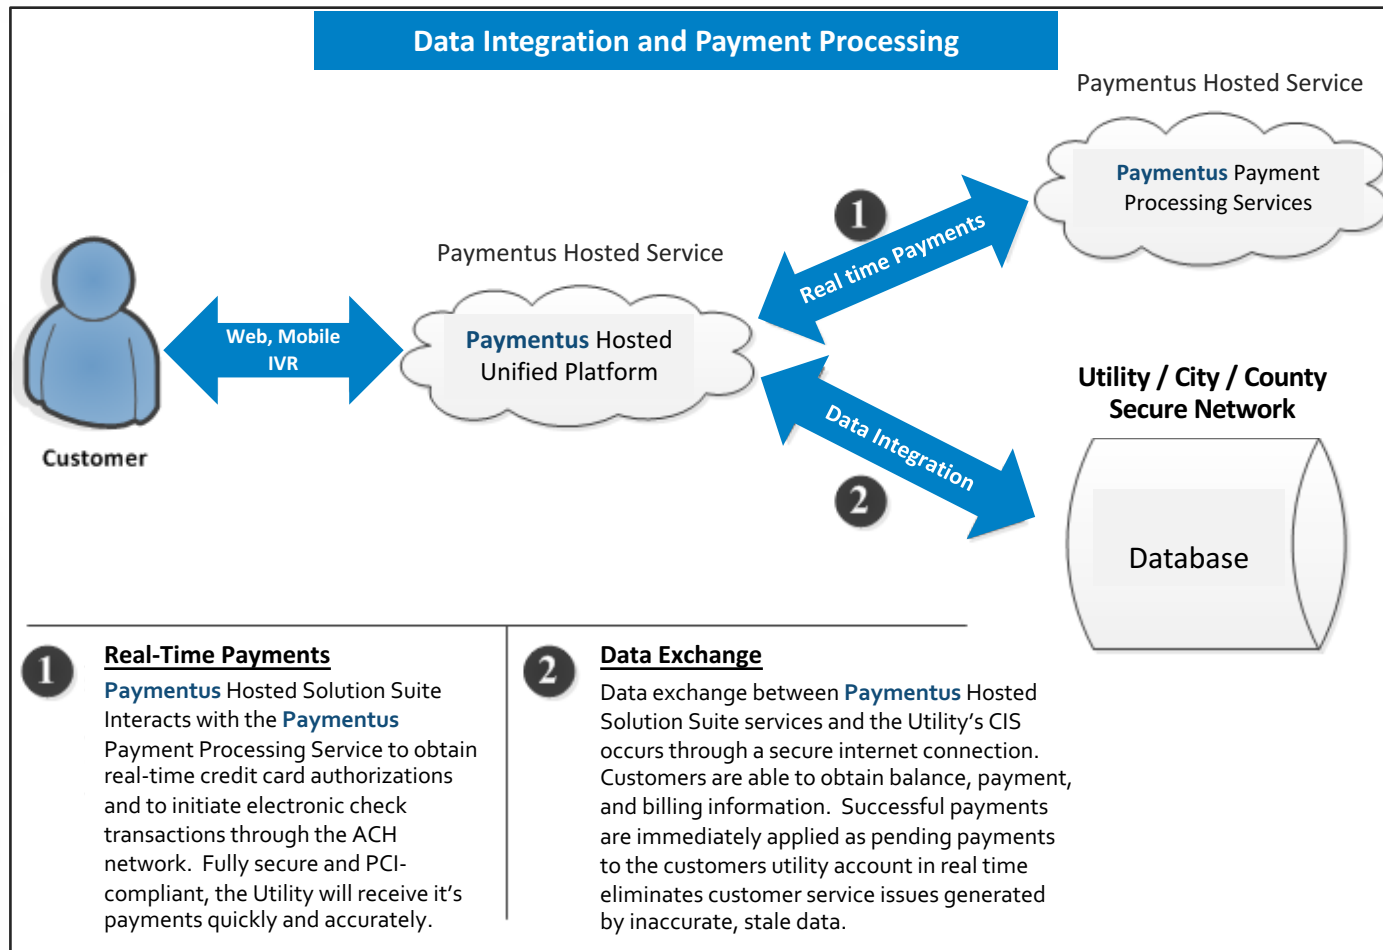 Data Integration and Payment Processing
Paymentus Hosted Service
Paymentus Payment
Processing Services
1
Real time Payments
Paymentus Hosted Service
Paymentus Hosted
Unified Platform
Web, Mobile
IVR
Customer
Data Integration
2
Utility / City / County
Secure Network
Database
1
Real-Time Payments
Paymentus Hosted Solution Suite
Interacts with the Paymentus
Payment Processing Service to obtain
real-time credit card authorizations
and to initiate electronic check
transactions through the ACH
network.  Fully secure and PCI-
compliant, the Utility will receive it's
payments quickly and accurately.
2
Data Exchange
Data exchange between Paymentus Hosted
Solution Suite services and the Utility's CIS
occurs through a secure internet connection.
Customers are able to obtain balance, payment,
and billing information.  Successful payments
are immediately applied as pending payments
to the customers utility account in real time
eliminates customer service issues generated
by inaccurate, stale data.